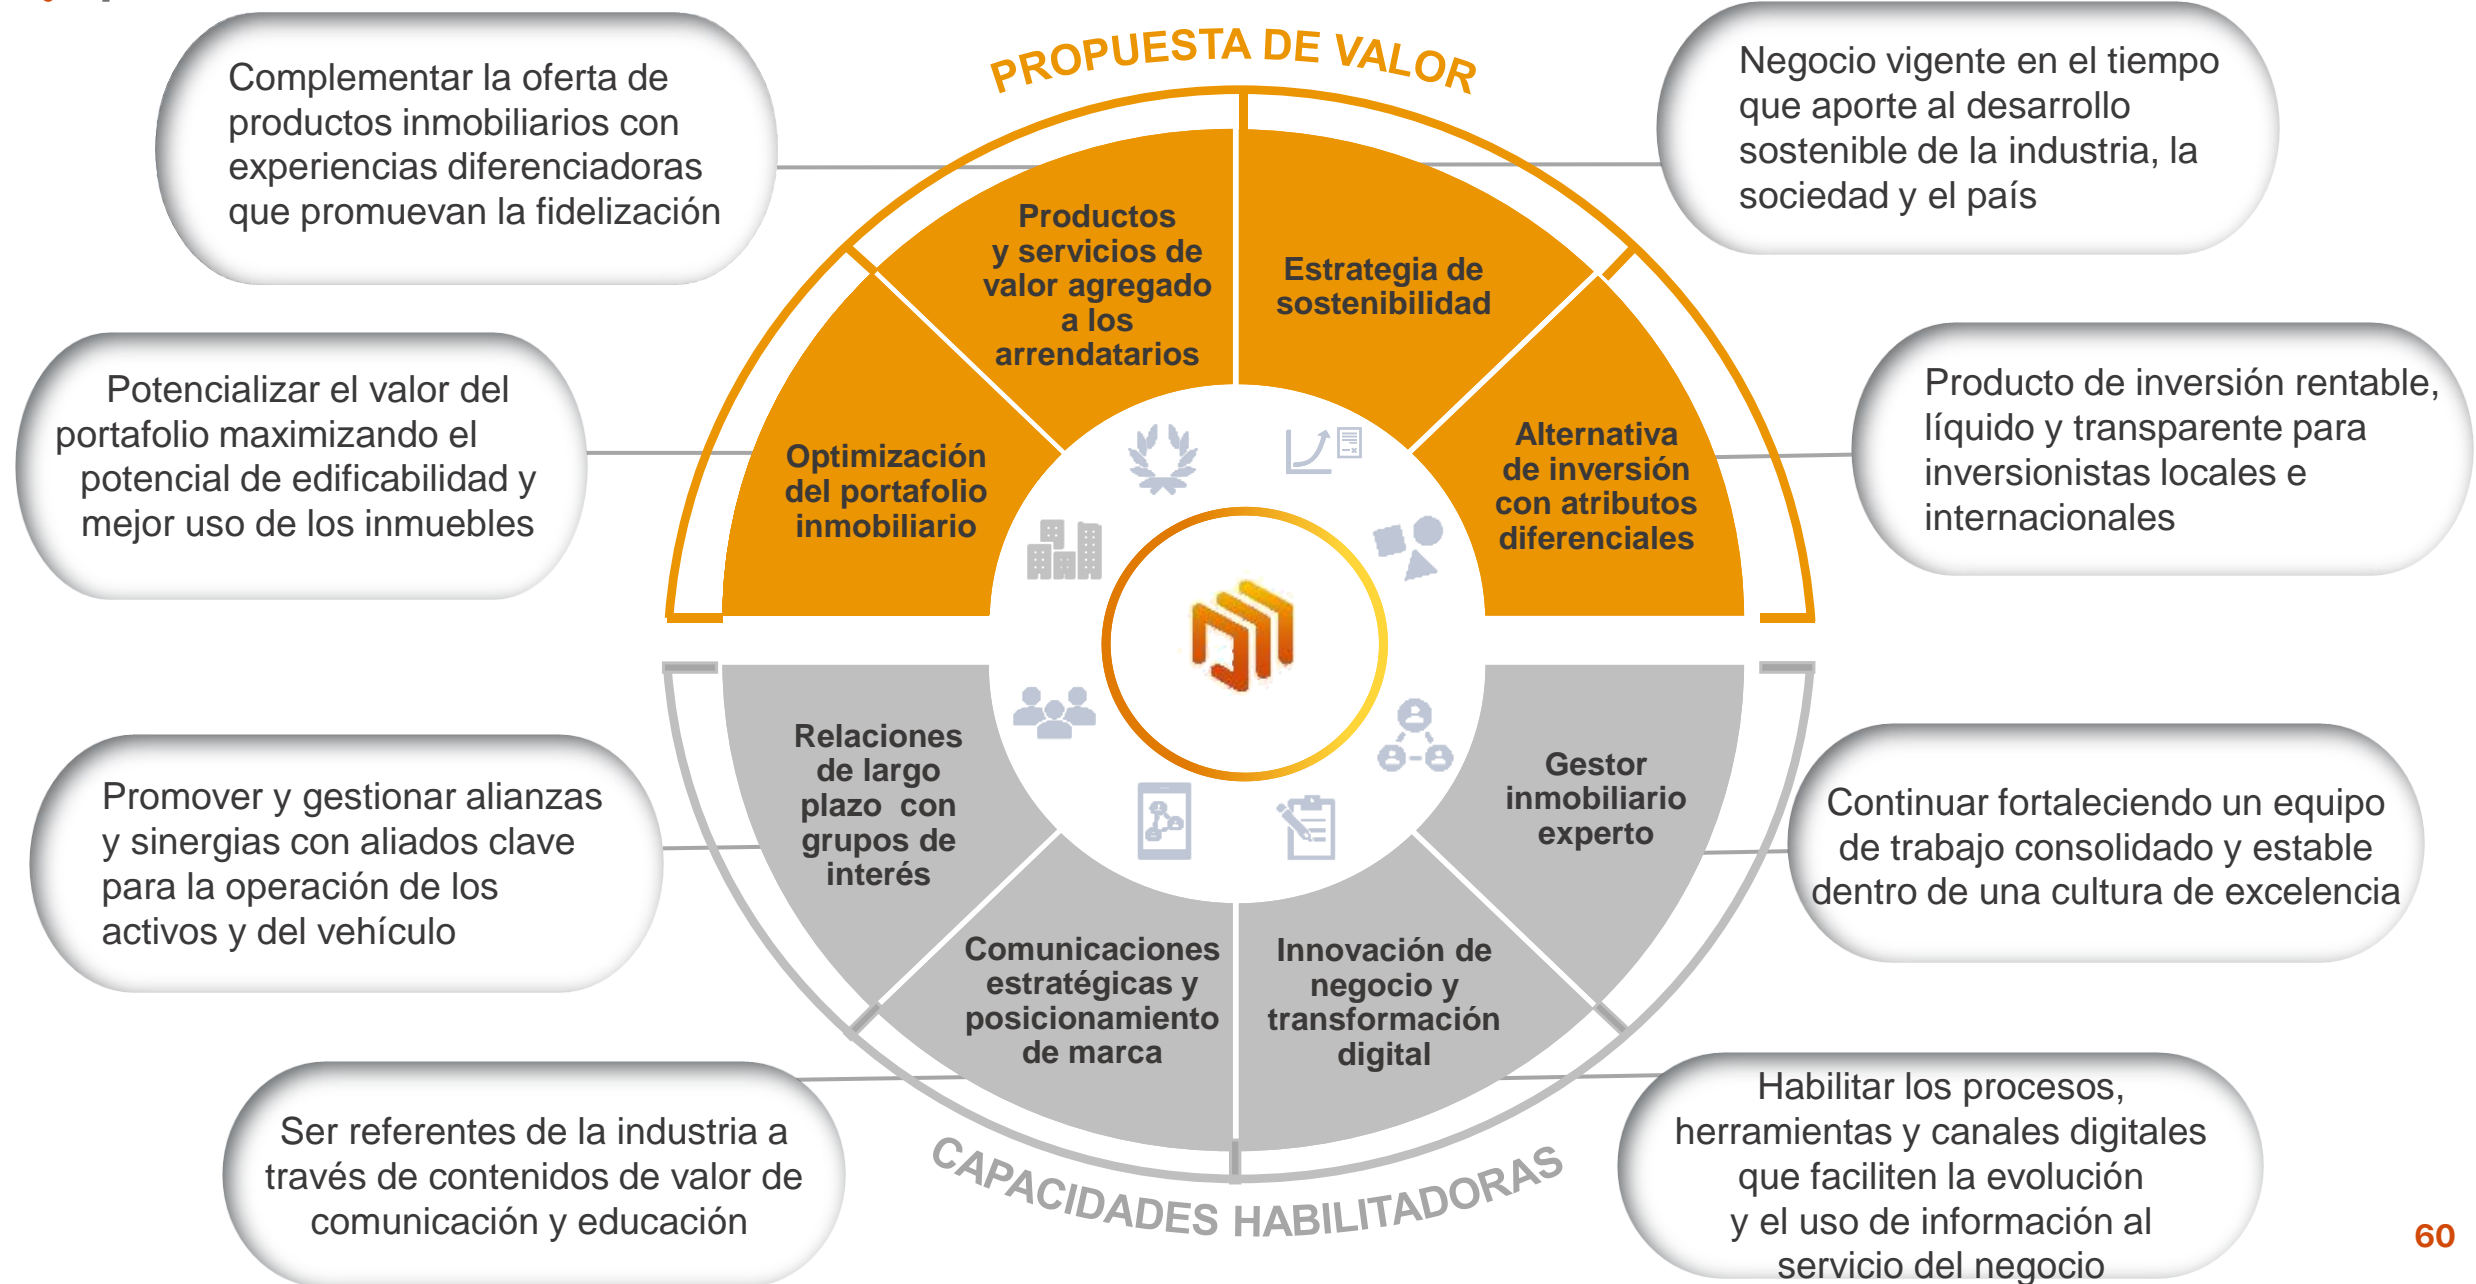 PROPUESTA DE VALOR
Complementar la oferta de
productos inmobiliarios con
experiencias diferenciadoras
que promuevan la fidelización
Negocio vigente en el tiempo
que aporte al desarrollo
sostenible de la industria, la
sociedad y el país
Productos
y servicios de
valor agregado
a los
arrendatarios
Estrategia de
sostenibilidad
Potencializar el valor del
portafolio maximizando el
potencial de edificabilidad y
mejor uso de los inmuebles
Optimización
del portafolio
inmobiliario
Alternativa
de inversión
con atributos
diferenciales
Producto de inversión rentable,
líquido y transparente para
inversionistas locales e
internacionales
Promover y gestionar alianzas
y sinergias con aliados clave
para la operación de los
activos y del vehículo
Relaciones
de largo
plazo  con
grupos de
interés
Gestor
inmobiliario
experto
Continuar fortaleciendo un equipo
de trabajo consolidado y estable
dentro de una cultura de excelencia
Comunicaciones
estratégicas y
posicionamiento
de marca
Innovación de
negocio y
transformación
digital
Ser referentes de la industria a
través de contenidos de valor de
comunicación y educación
Habilitar los procesos,
herramientas y canales digitales
que faciliten la evolución
y el uso de información al
servicio del negocio
CAPACIDADES HABILITADORAS
60